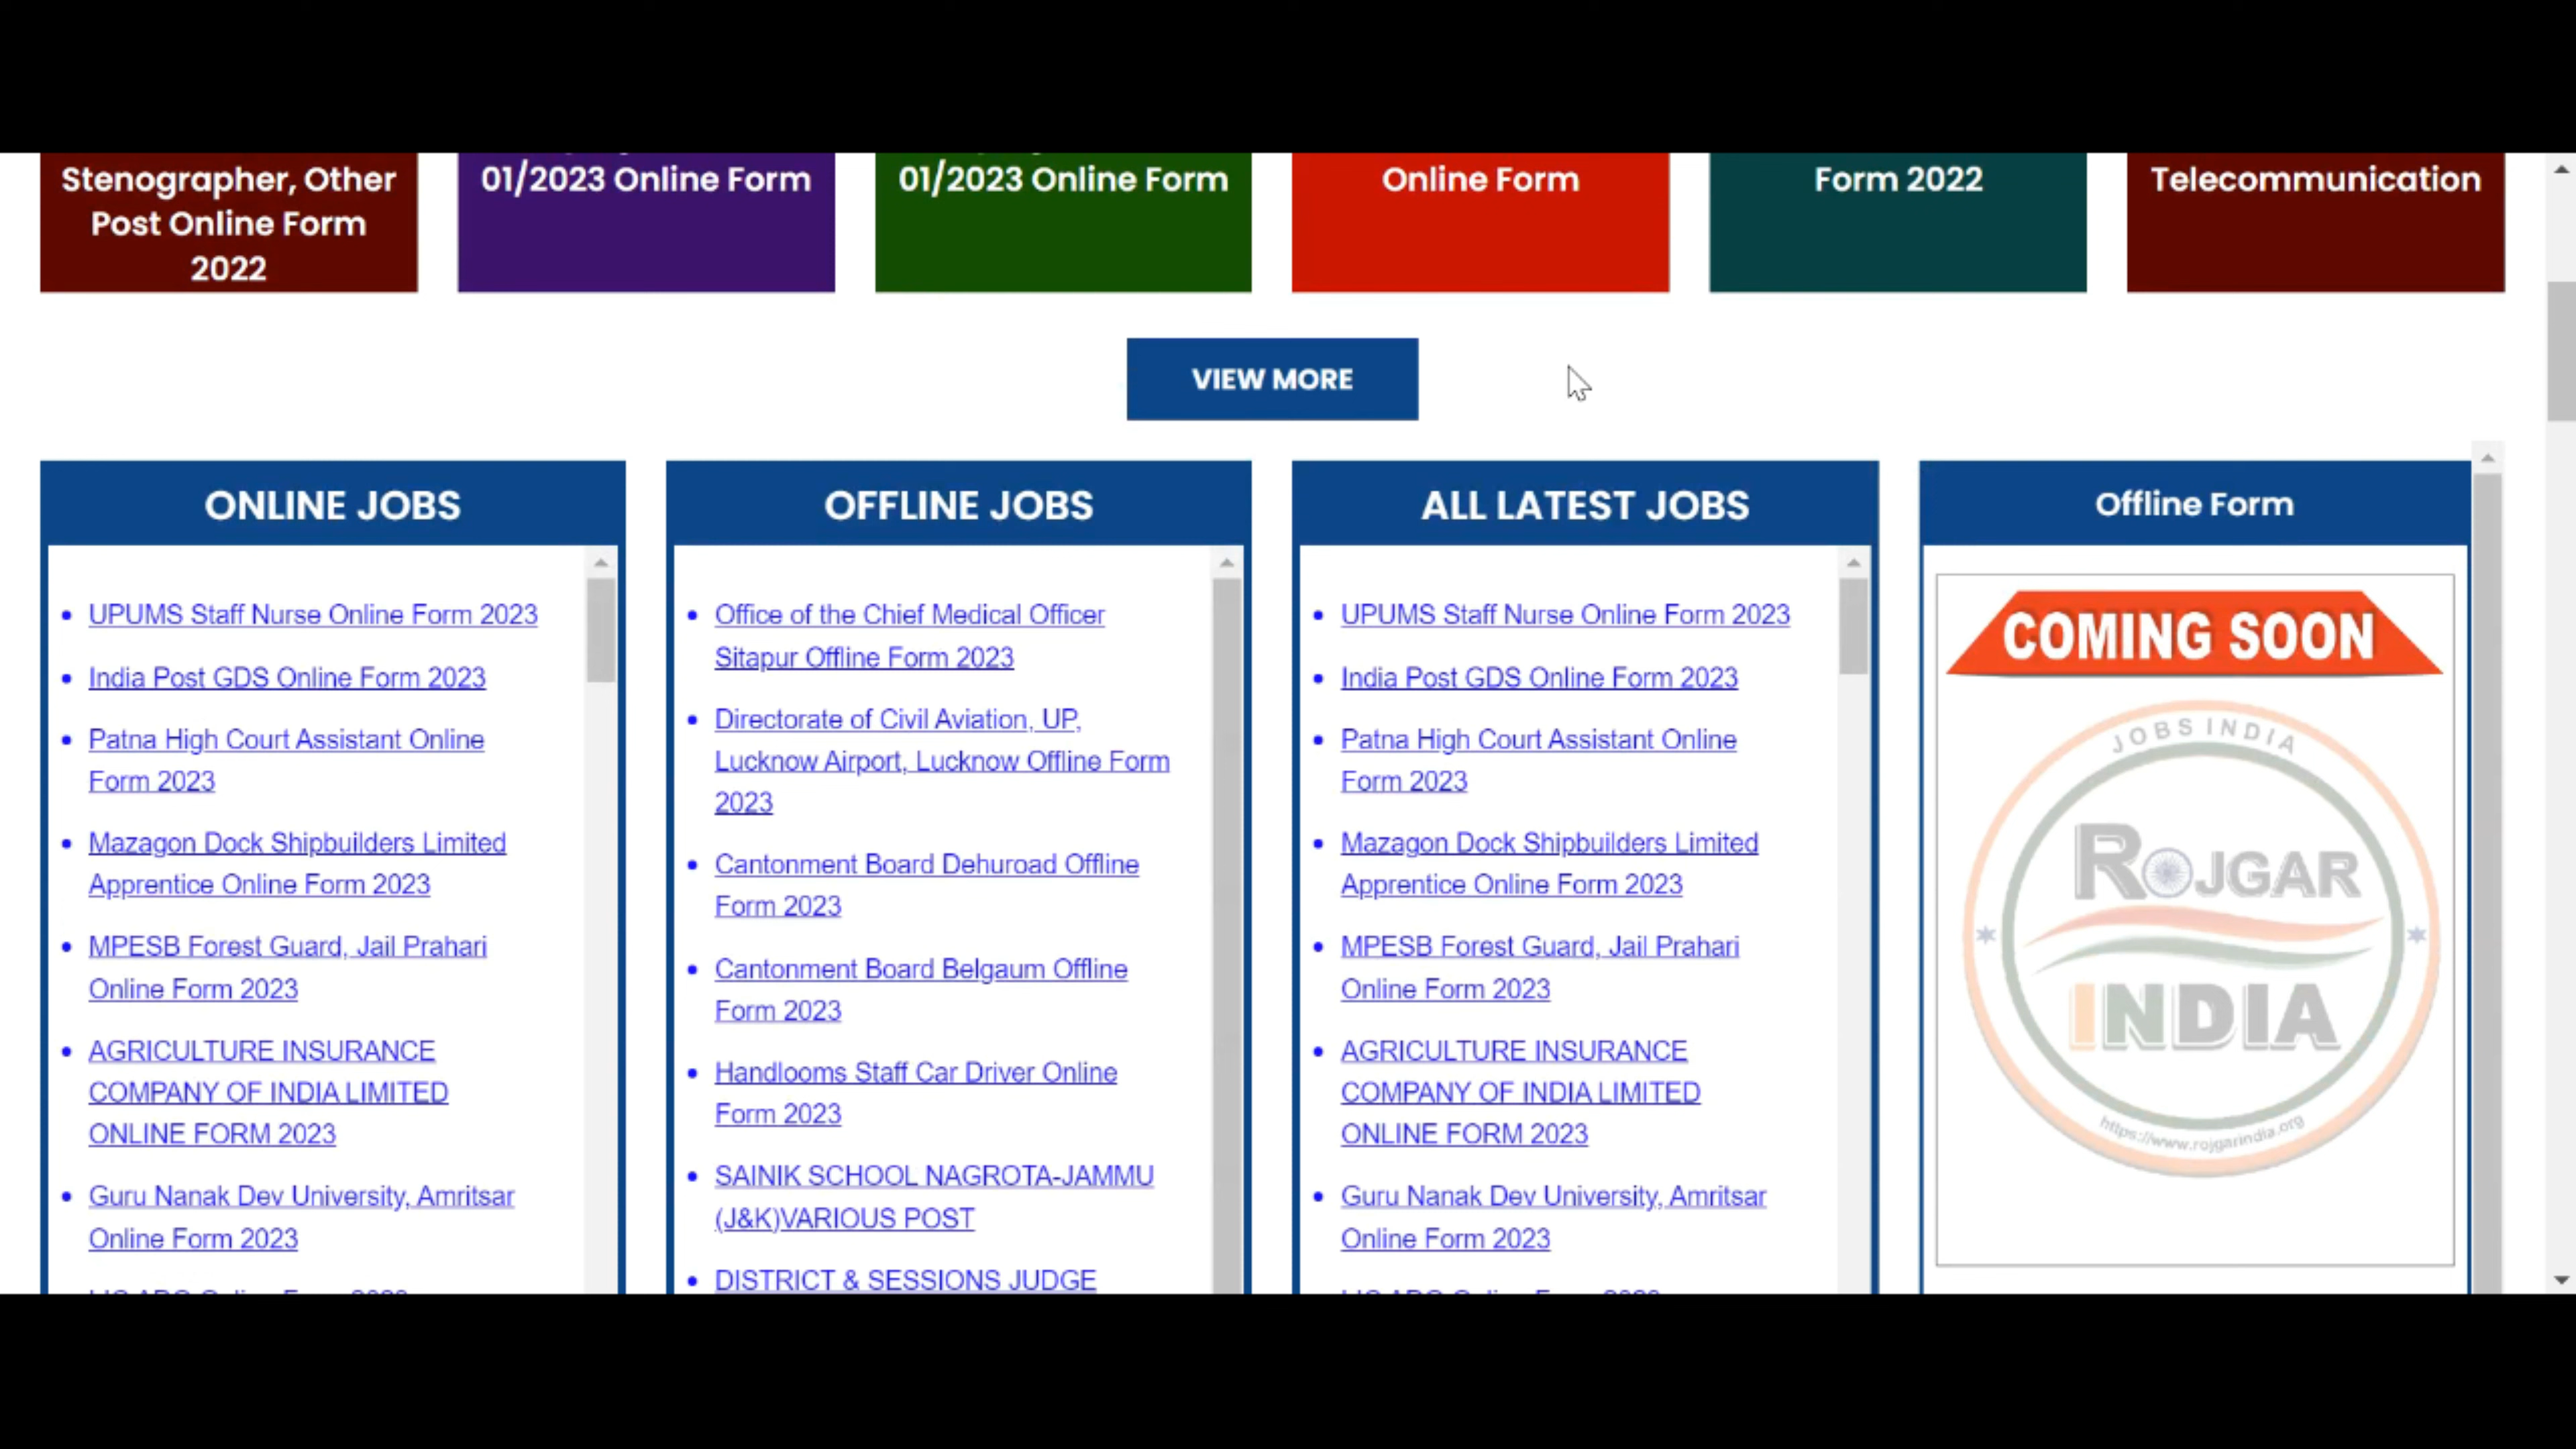 Stenographer, Other
Post Online Form
2022
01/2023 Online Form
01/2023 Online Form
Online Form
Form 2022
Telecommunication
VIEW MORE
ONLINE JOBS
UPUMS Staff Nurse Online Form 2023
India Post GDS Online Form 2023
Patna High Court Assistant Online
Form 2023
Mazagon Dock Shipbuilders Limited
Apprentice Online Form 2023
MPESB Forest Guard, Jail Prahari
Online Form 2023
AGRICULTURE INSURANCE
COMPANY OF INDIA LIMITED
ONLINE FORM 2023
Guru Nanak Dev University, Amritsar
Online Form 2023
OFFLINE JOBS
Office of the Chief Medical Officer
Sitapur Offline Form 2023
Directorate of Civil Aviation, UP,
Lucknow Airport, Lucknow Offline Form
2023
Cantonment Board Dehuroad Offline
Form 2023
Cantonment Board Belgaum Offline
Form 2023
Handlooms Staff Car Driver Online
Form 2023
SAINIK SCHOOL NAGROTA-JAMMU
(J&K)VARIOUS POST
DISTRICT & SESSIONS JUDGE
ALL LATEST JOBS
UPUMS Staff Nurse Online Form 2023
India Post GDS Online Form 2023
Patna High Court Assistant Online
Form 2023
Mazagon Dock Shipbuilders Limited
Apprentice Online Form 2023
MPESB Forest Guard, Jail Prahari
Online Form 2023
AGRICULTURE INSURANCE
COMPANY OF INDIA LIMITED
ONLINE FORM 2023
Guru Nanak Dev University, Amritsar
Online Form 2023
Offline Form
COMING SOON
JOBS INDIA
ROJGAR
INDIA
https://www.rojgarindia.org